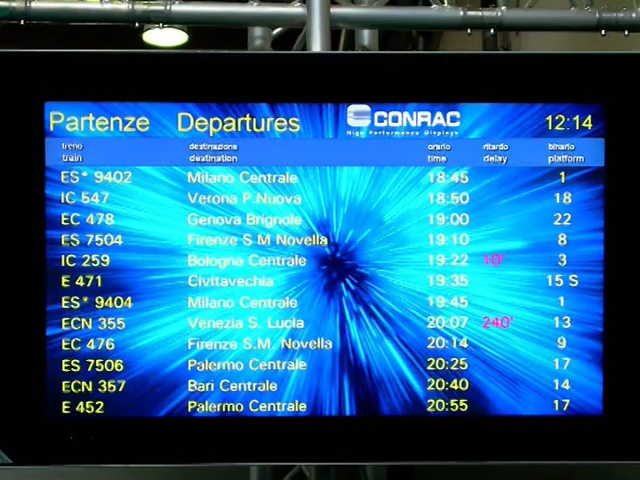 Partenze Departures CONRAC 12:14
High Performance Displays
treno destinazione orario ritardo binario
train destination time delay platform
ES* 9402 Milano Centrale 18:45 1
IC 547 Verona P.Nuova 18:50 18
EC 478 Genova Brignole 19:00 22
ES 7504 Firenze S M Novella 19:10 8
IC 259 Bologna Centrale 19:22 10' 3
E 471 Civitavechia 19:35 15 S
ES* 9404 Milano Centrale 19:45 1
ECN 355 Venezia S. Lucia 20:07 240' 13
EC 476 Firenze S.M. Novella 20:14 9
ES 7506 Palermo Centrale 20:25 17
ECN 357 Bari Centrale 20:40 14
E 452 Palermo Centrale 20:55 17